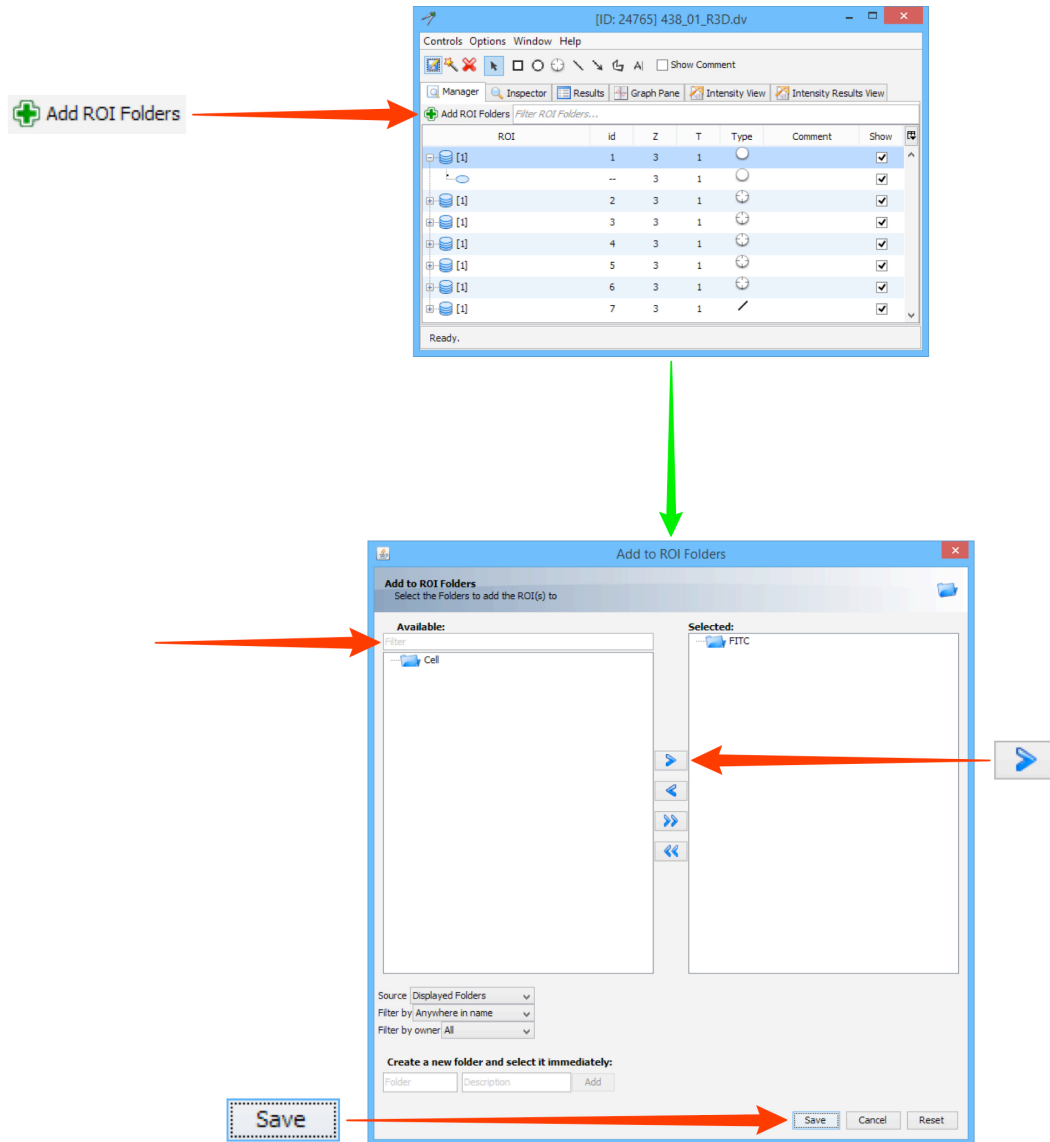 [ID: 24765] 438_01_R3D.dv
Controls Options Window Help
A| Show Comment
Manager Inspector Results Graph Pane Intensity View Intensity Results View
Add ROI Folders
Add ROI Folders Filter ROI Folders...
ROI id Z T Type Comment Show
[1] 1 3 1
-- 3 1
[1] 2 3 1
[1] 3 3 1
[1] 4 3 1
[1] 5 3 1
[1] 6 3 1
[1] 7 3 1
Ready.
Add to ROI Folders
Add to ROI Folders
Select the Folders to add the ROI(s) to
Available: Selected:
Filter
FITC
Cell
Source Displayed Folders
Filter by Anywhere in name
Filter by owner All
Create a new folder and select it immediately:
Folder Description Add
Save
Save Cancel Reset